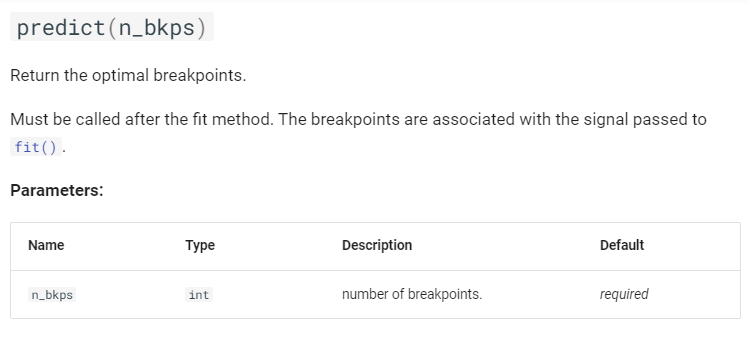 predict(n_bkps)
Return the optimal breakpoints.
Must be called after the fit method. The breakpoints are associated with the signal passed to
fit() .
Parameters:
Name Type Description Default
n_bkps int number of breakpoints. required